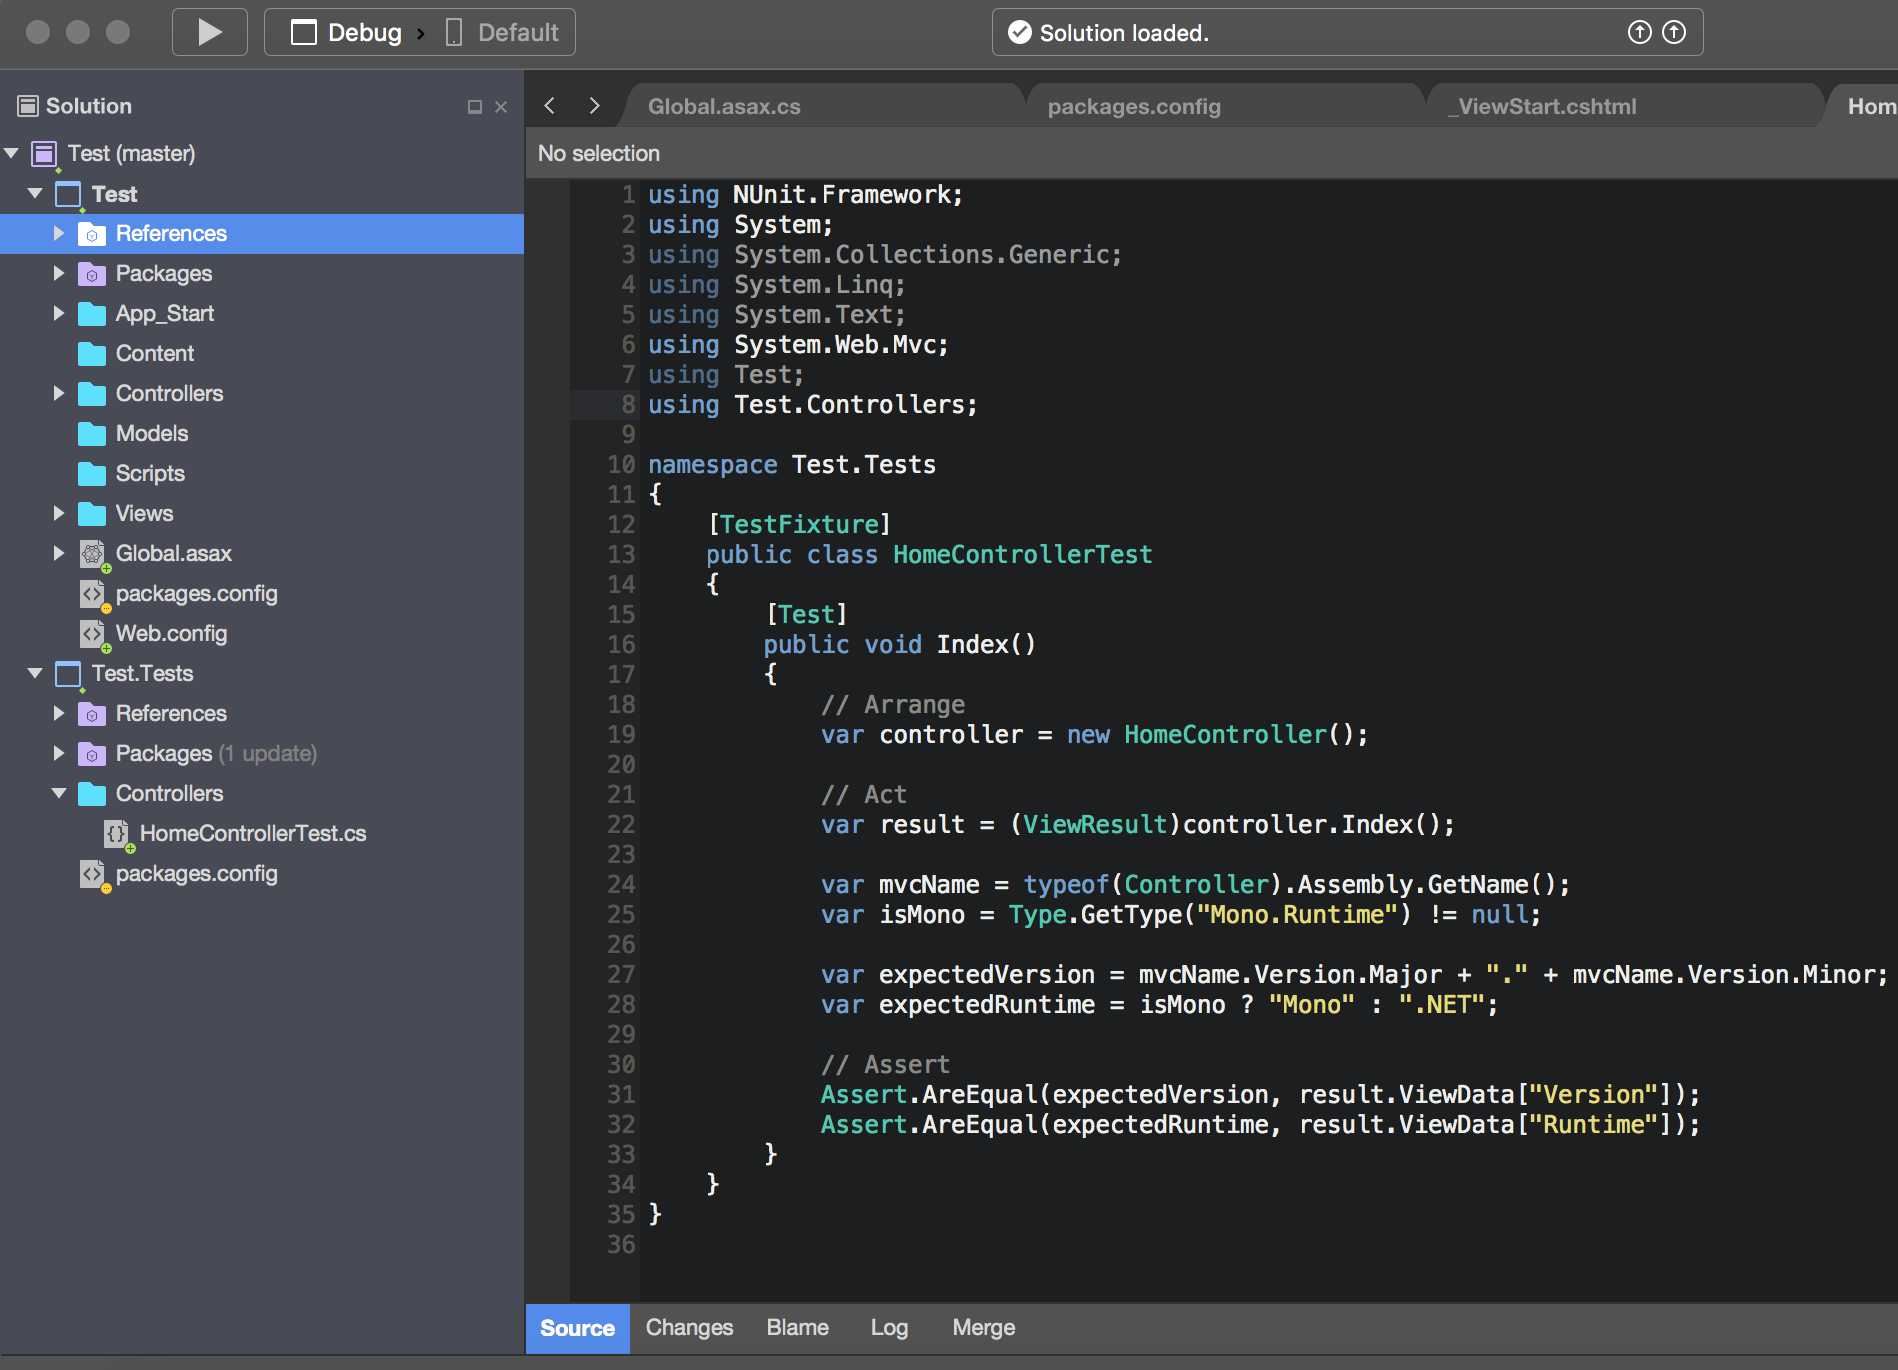 Debug › Default
Solution loaded.
Solution
Test (master)
Test
References
Packages
App_Start
Content
Controllers
Models
Scripts
Views
Global.asax
packages.config
Web.config
Test.Tests
References
Packages (1 update)
Controllers
HomeControllerTest.cs
packages.config
Global.asax.cs
packages.config
_ViewStart.cshtml
Hom
No selection
1 using NUnit.Framework;
2 using System;
3 using System.Collections.Generic;
4 using System.Linq;
5 using System.Text;
6 using System.Web.Mvc;
7 using Test;
8 using Test.Controllers;
9
10 namespace Test.Tests
11 {
12     [TestFixture]
13     public class HomeControllerTest
14     {
15         [Test]
16         public void Index()
17         {
18             // Arrange
19             var controller = new HomeController();
20
21             // Act
22             var result = (ViewResult)controller.Index();
23
24             var mvcName = typeof(Controller).Assembly.GetName();
25             var isMono = Type.GetType("Mono.Runtime") != null;
26
27             var expectedVersion = mvcName.Version.Major + "." + mvcName.Version.Minor;
28             var expectedRuntime = isMono ? "Mono" : ".NET";
29
30             // Assert
31             Assert.AreEqual(expectedVersion, result.ViewData["Version"]);
32             Assert.AreEqual(expectedRuntime, result.ViewData["Runtime"]);
33         }
34     }
35 }
36
Source Changes Blame Log Merge